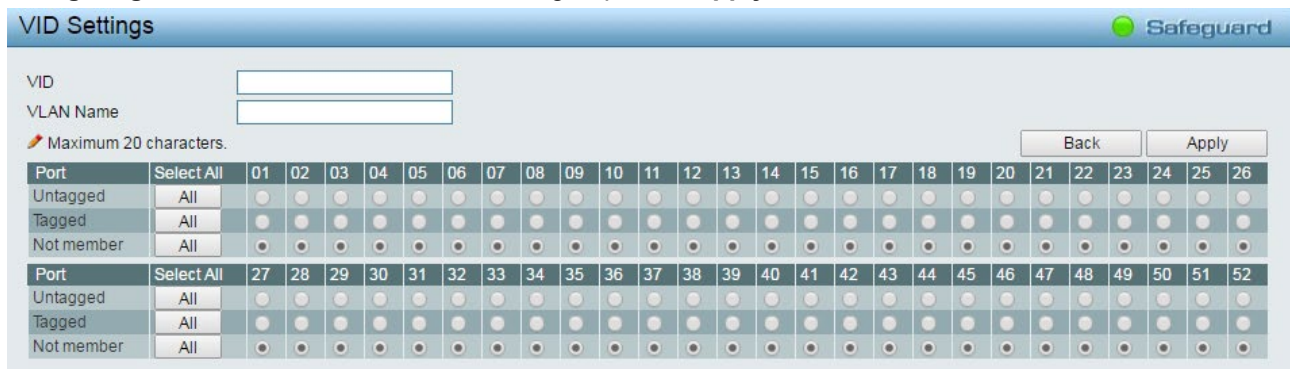 VID Settings Safeguard
VID
VLAN Name
Maximum 20 characters. Back Apply
Port Select All 01 02 03 04 05 06 07 08 09 10 11 12 13 14 15 16 17 18 19 20 21 22 23 24 25 26
Untagged All
Tagged All
Not member All
Port Select All 27 28 29 30 31 32 33 34 35 36 37 38 39 40 41 42 43 44 45 46 47 48 49 50 51 52
Untagged All
Tagged All
Not member All